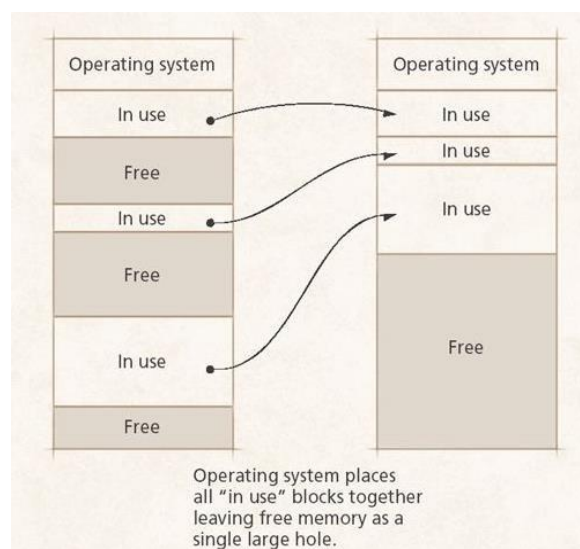 Operating system
In use
Free
In use
Free
In use
Free
Operating system
In use
In use
In use
Free
Operating system places
all “in use” blocks together
leaving free memory as a
single large hole.